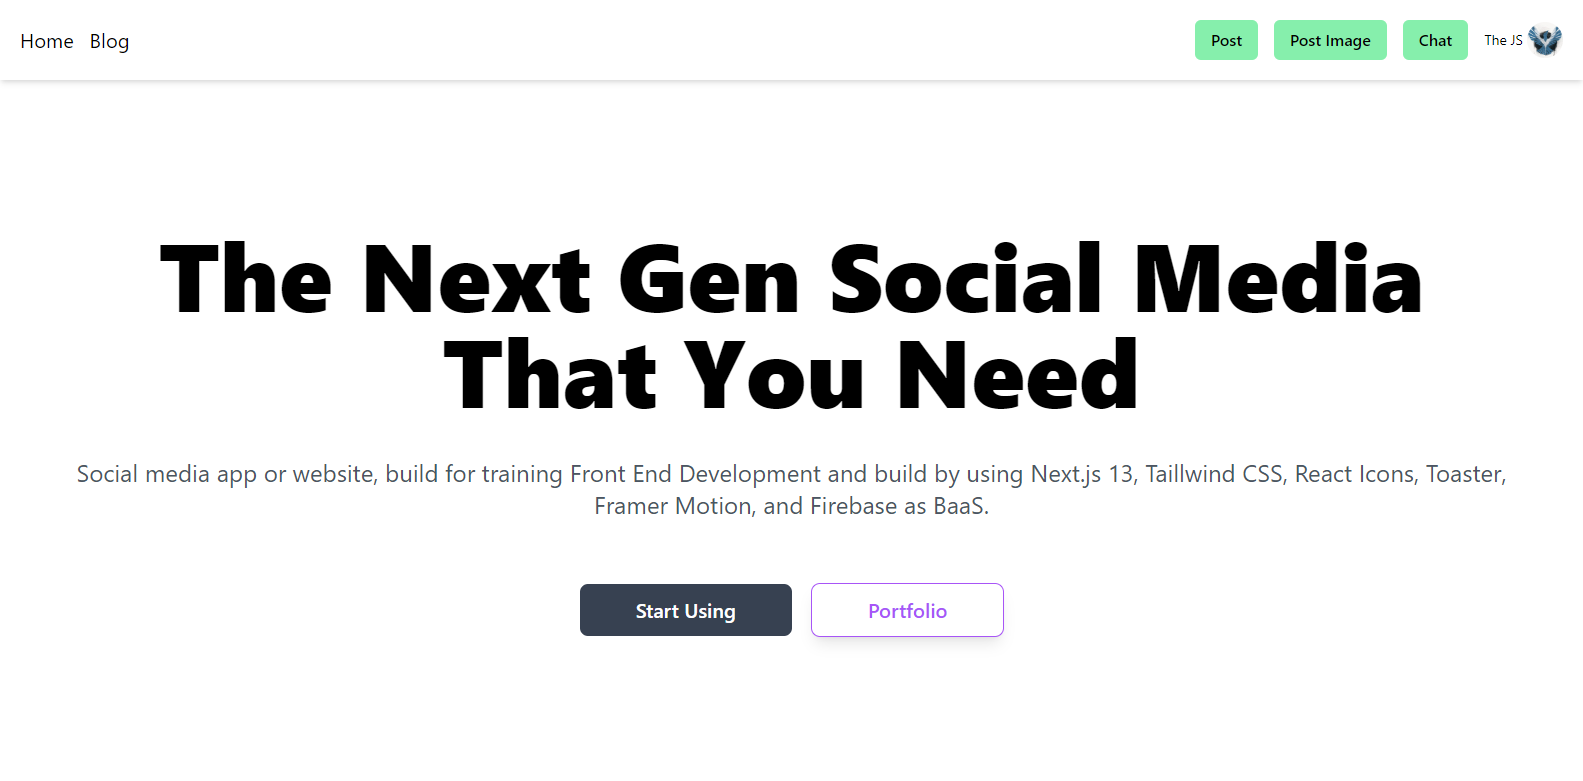 Home Blog Post Post Image Chat The JS
The Next Gen Social Media
That You Need
Social media app or website, build for training Front End Development and build by using Next.js 13, Taillwind CSS, React Icons, Toaster,
Framer Motion, and Firebase as BaaS.
Start Using Portfolio